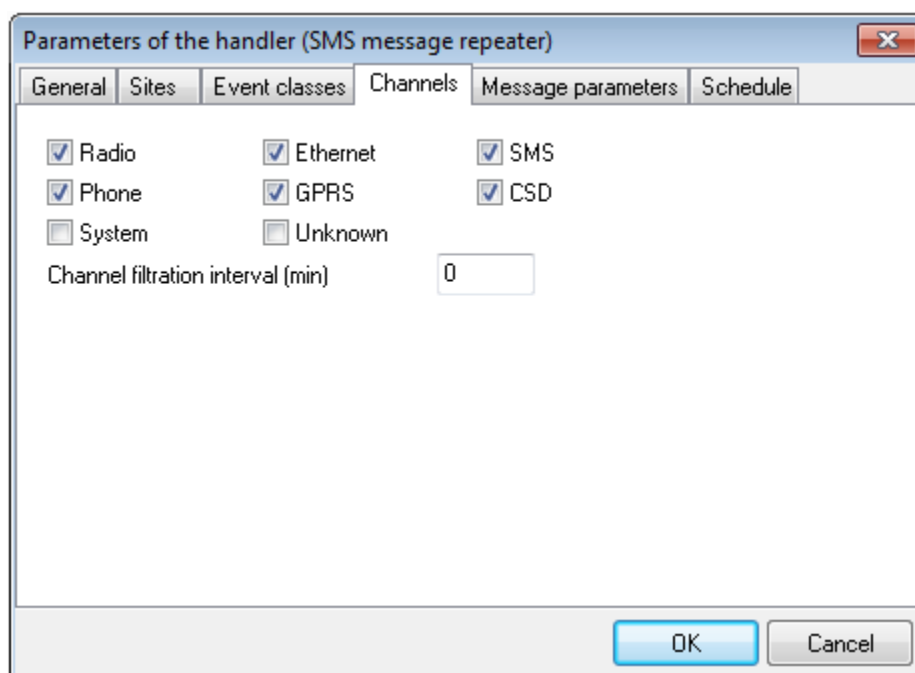 Parameters of the handler (SMS message repeater)
General Sites Event classes Channels Message parameters Schedule
Radio Ethernet SMS
Phone GPRS CSD
System Unknown
Channel filtration interval (min) 0
OK Cancel